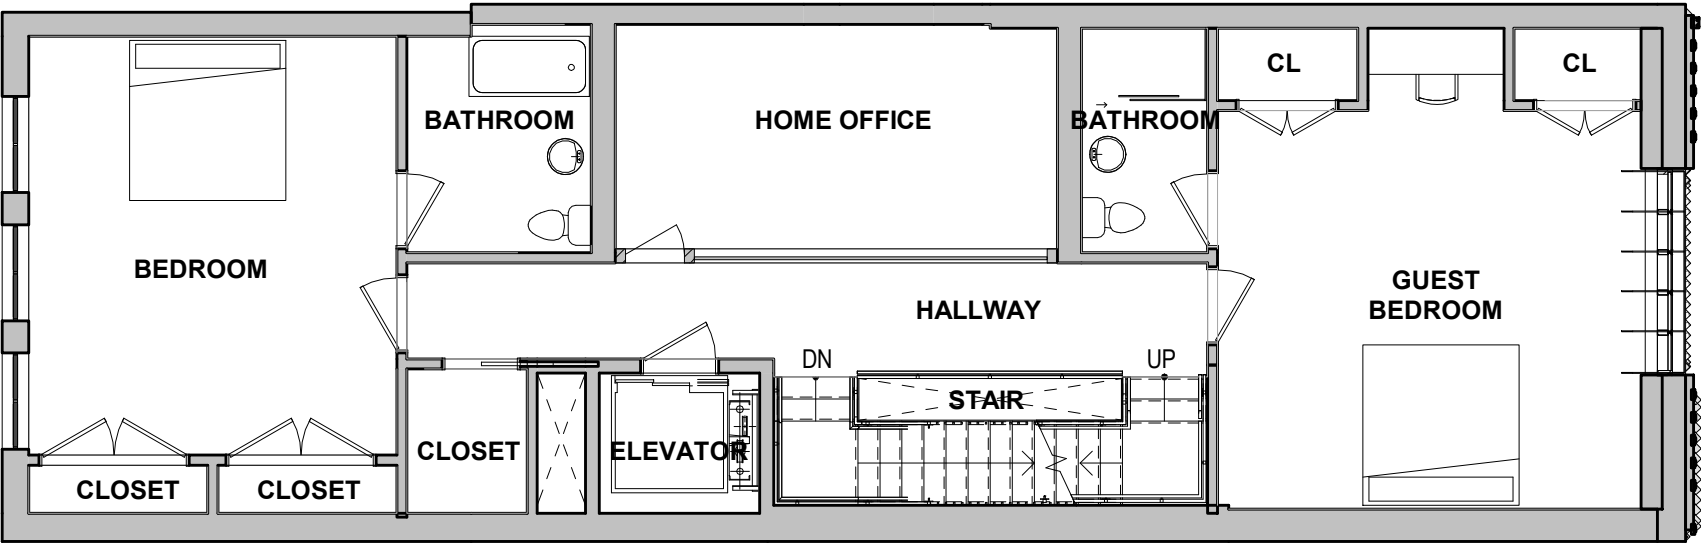 CL
CL
BATHROOM
HOME OFFICE
BATHROOM
BEDROOM
GUEST
BEDROOM
HALLWAY
DN
UP
STAIR
CLOSET
ELEVATOR
CLOSET
CLOSET